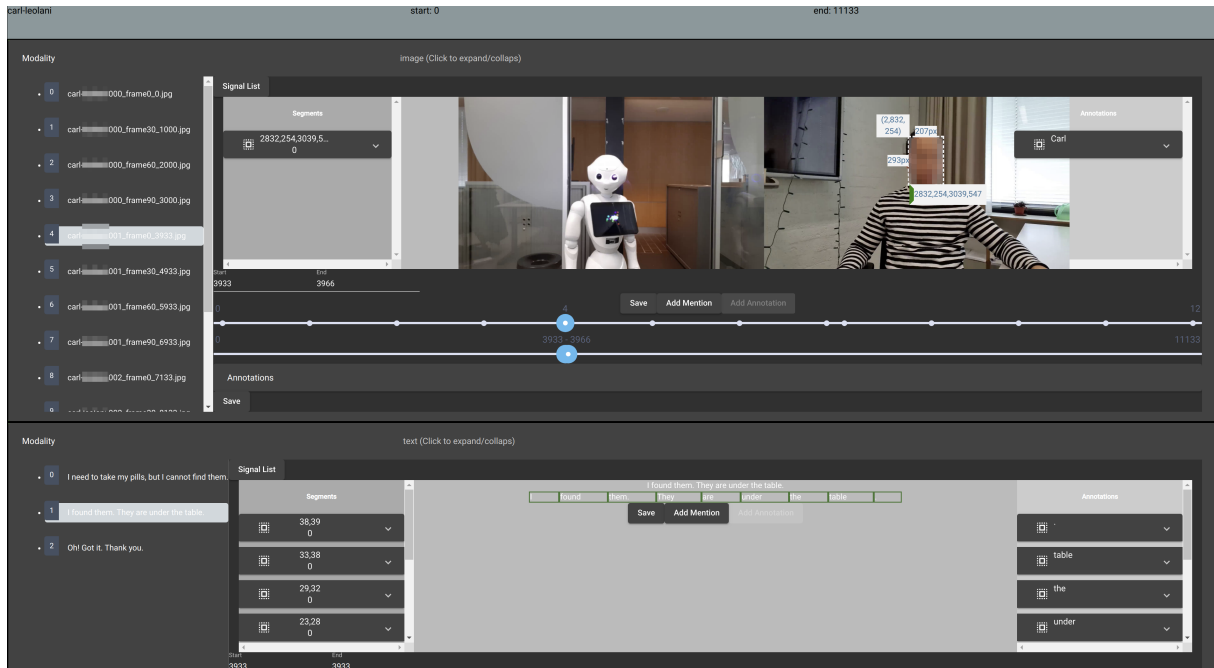 carl-leolani start: 0 end: 11133
Modality image (Click to expand/collaps)
0 carl- 000_frame0_0.jpg
1 carl- 000_frame30_1000.jpg
2 carl- 000_frame60_2000.jpg
3 carl- 000_frame90_3000.jpg
4 carl- 001_frame0_3933.jpg
5 carl- 001_frame30_4933.jpg
6 carl- 001_frame60_5933.jpg
7 carl- 001_frame90_6933.jpg
8 carl- 002_frame0_7133.jpg
9
Signal List
Segments
2832,254,3039,5...
0
(2,832,
254)
207px
293px
2832,254,3039,547
Annotations
Carl
Start End
3933 3966
Save Add Mention Add Annotation
0 4 12
0 3933 - 3966 11133
Annotations
Save
Modality text (Click to expand/collaps)
0 I need to take my pills, but I cannot find them.
1 I found them. They are under the table.
2 Oh! Got it. Thank you.
Signal List
Segments
38,39
0
33,38
0
29,32
0
23,28
0
I found them. They are under the table.
I found them. They are under the table .
Save Add Mention Add Annotation
Annotations
.
table
the
under
Start End
3933 3933